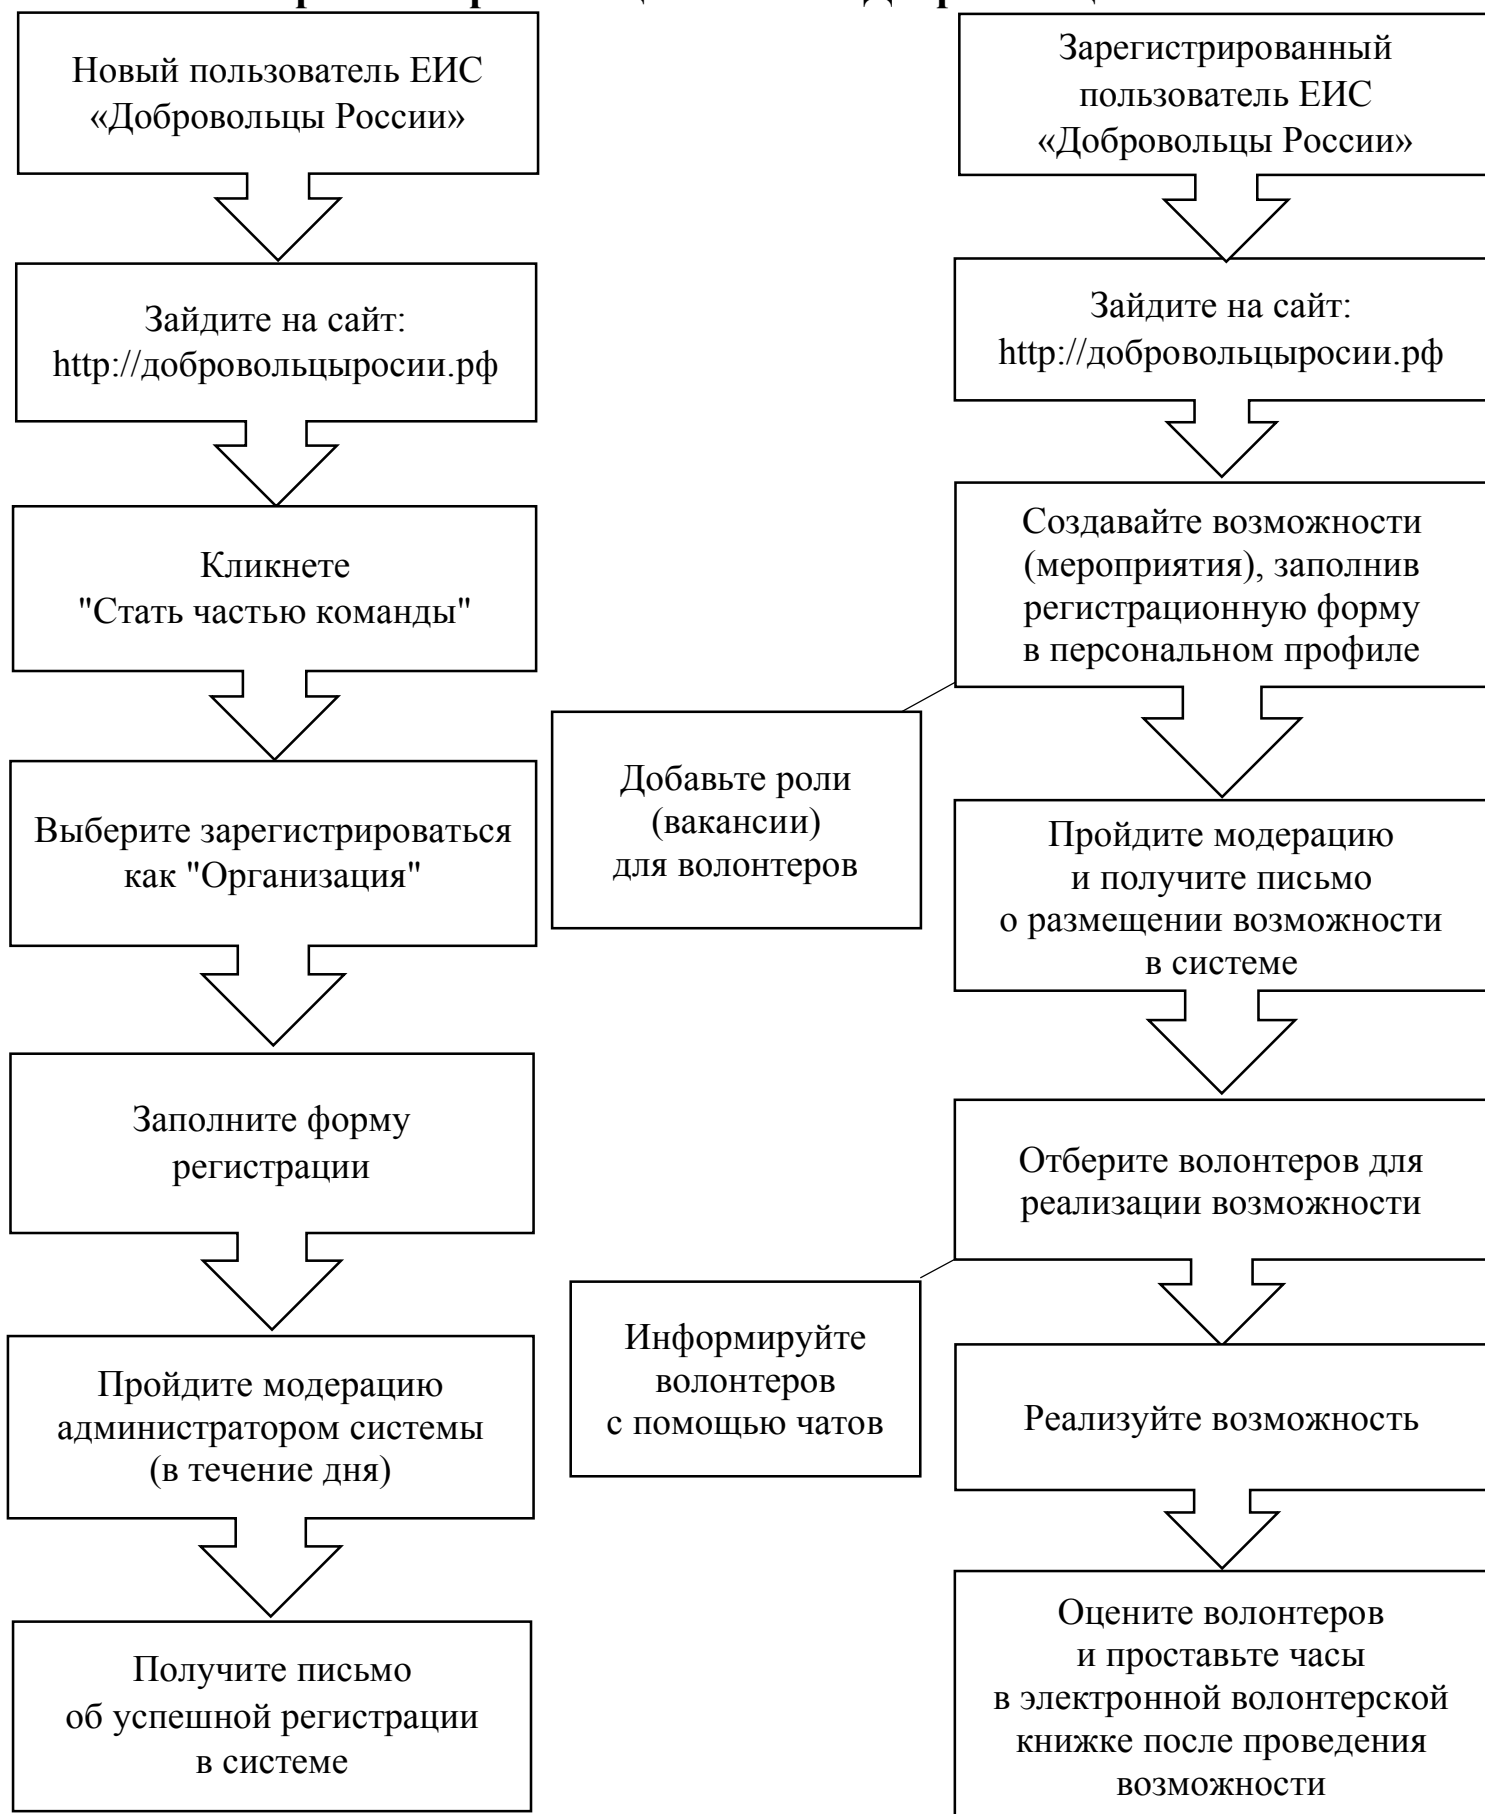 Новый пользователь ЕИС
«Добровольцы России»
Зайдите на сайт:
http://добровольцыросии.рф
Кликнете
"Стать частью команды"
Выберите зарегистрироваться
как "Организация"
Заполните форму
регистрации
Пройдите модерацию
администратором системы
(в течение дня)
Получите письмо
об успешной регистрации
в системе
Зарегистрированный
пользователь ЕИС
«Добровольцы России»
Зайдите на сайт:
http://добровольцыросии.рф
Создавайте возможности
(мероприятия), заполнив
регистрационную форму
в персональном профиле
Добавьте роли
(вакансии)
для волонтеров
Пройдите модерацию
и получите письмо
о размещении возможности
в системе
Отберите волонтеров для
реализации возможности
Информируйте
волонтеров
с помощью чатов
Реализуйте возможность
Оцените волонтеров
и проставьте часы
в электронной волонтерской
книжке после проведения
возможности